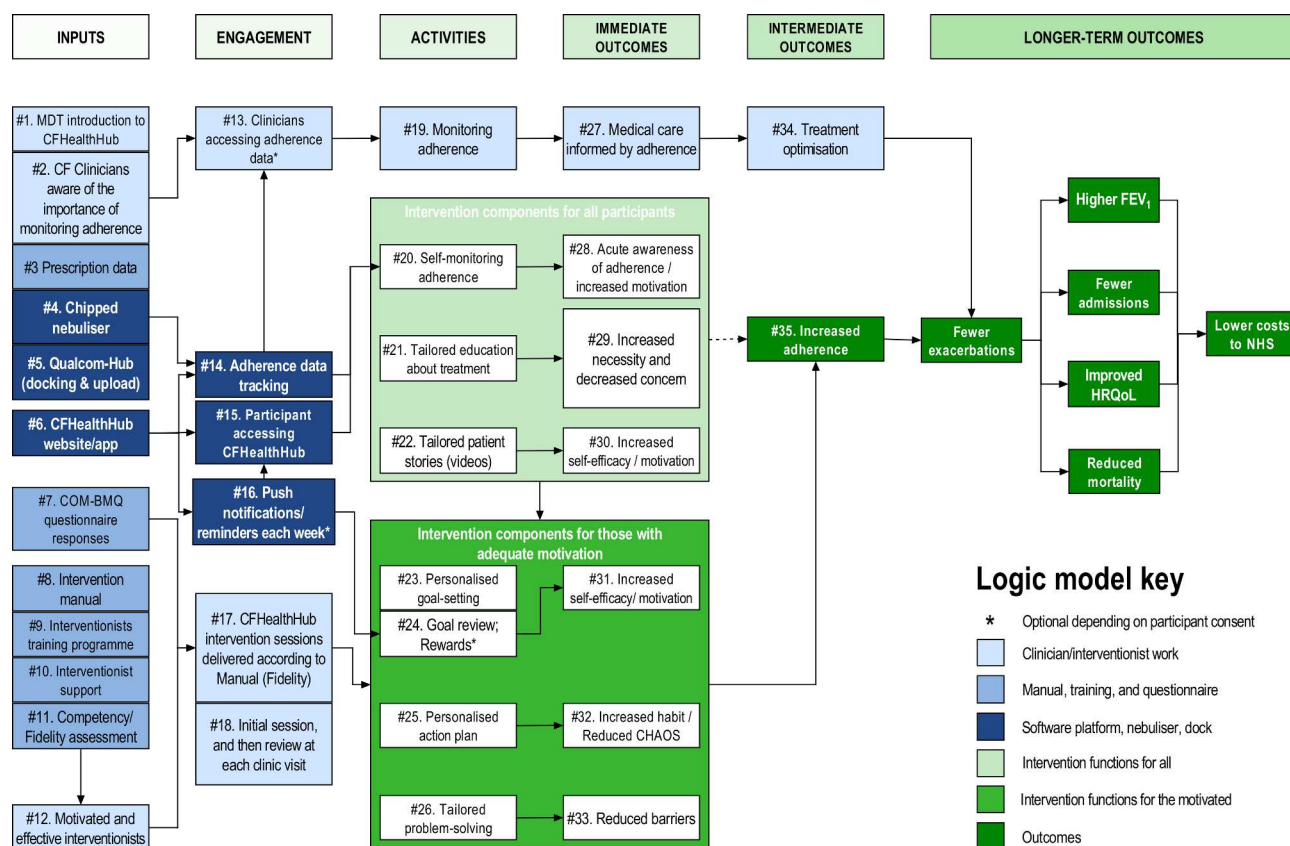 INPUTS
ENGAGEMENT
ACTIVITIES
IMMEDIATE
OUTCOMES
INTERMEDIATE
OUTCOMES
LONGER-TERM OUTCOMES
#1. MDT introduction to
CFHealthHub
#2. CF Clinicians
aware of the
importance of
monitoring adherence
#3 Prescription data
#4. Chipped
nebuliser
#5. Qualcom-Hub
(docking & upload)
#6. CFHealthHub
website/app
#7. COM-BMQ
questionnaire
responses
#8. Intervention
manual
#9. Interventionists
training programme
#10. Interventionist
support
#11. Competency/
Fidelity assessment
#12. Motivated and
effective interventionists
#13. Clinicians
accessing adherence
data*
#14. Adherence data
tracking
#15. Participant
accessing
CFHealthHub
#16. Push
notifications/
reminders each week*
#17. CFHealthHub
intervention sessions
delivered according to
Manual (Fidelity)
#18. Initial session,
and then review at
each clinic visit
#19. Monitoring
adherence
#27. Medical care
informed by adherence
#34. Treatment
optimisation
Intervention components for all participants
#20. Self-monitoring
adherence
#28. Acute awareness
of adherence /
increased motivation
#21. Tailored education
about treatment
#29. Increased
necessity and
decreased concern
#22. Tailored patient
stories (videos)
#30. Increased
self-efficacy / motivation
Intervention components for those with
adequate motivation
#23. Personalised
goal-setting
#24. Goal review;
Rewards*
#31. Increased
self-efficacy/ motivation
#25. Personalised
action plan
#32. Increased habit /
Reduced CHAOS
#26. Tailored
problem-solving
#33. Reduced barriers
#35. Increased
adherence
Fewer
exacerbations
Higher FEV₁
Fewer
admissions
Improved
HRQoL
Reduced
mortality
Lower costs
to NHS
Logic model key
* Optional depending on participant consent
Clinician/interventionist work
Manual, training, and questionnaire
Software platform, nebuliser, dock
Intervention functions for all
Intervention functions for the motivated
Outcomes